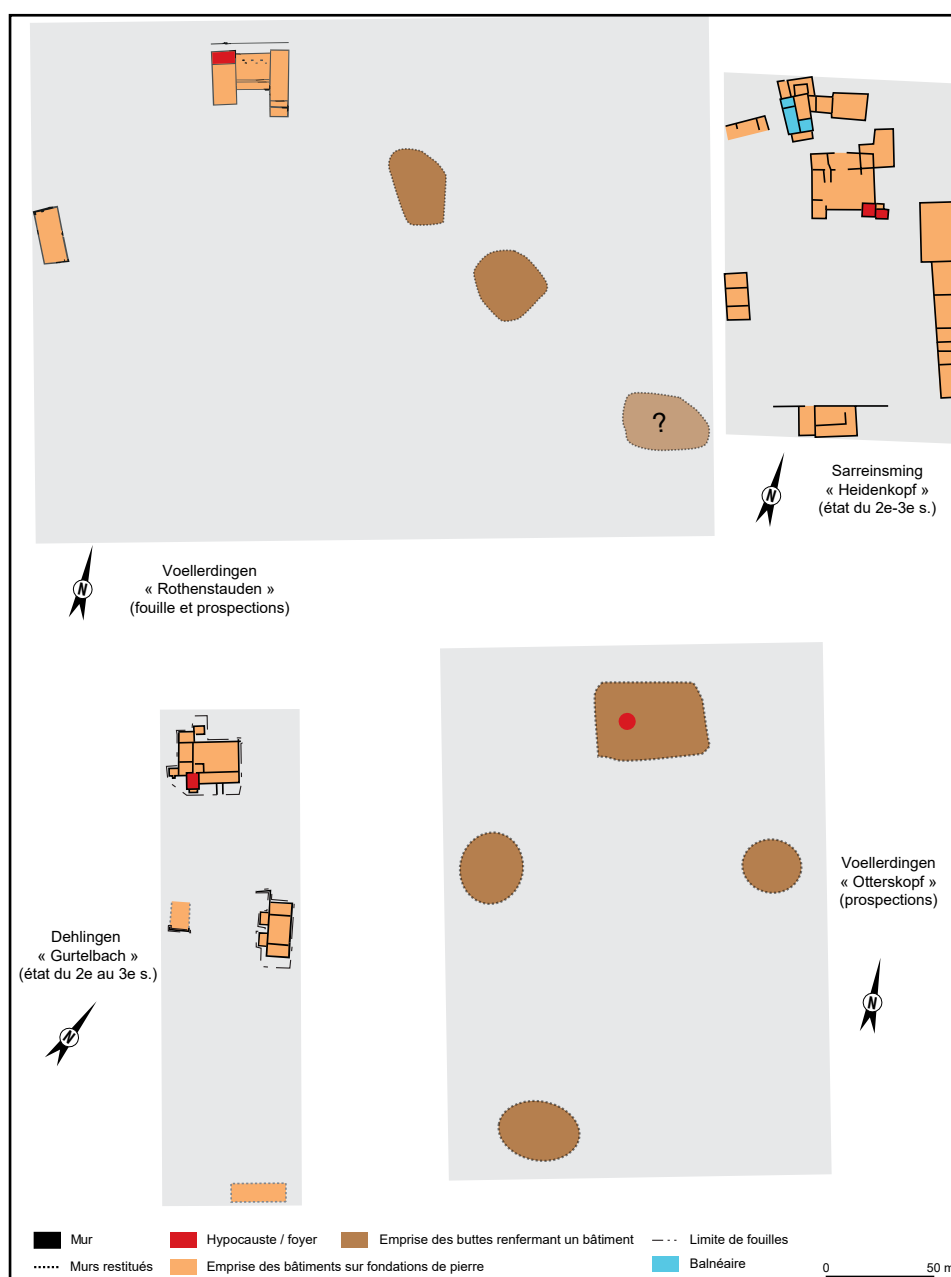 ?
N
Sarreinsming
« Heidenkopf »
(état du 2e-3e s.)
N
Voellerdingen
« Rothenstauden »
(fouille et prospections)
Voellerdingen
« Otterskopf »
(prospections)
N
Dehlingen
« Gurtelbach »
(état du 2e au 3e s.)
N
Mur
Hypocauste / foyer
Emprise des buttes renfermant un bâtiment
Limite de fouilles
Murs restitués
Emprise des bâtiments sur fondations de pierre
Balnéaire
0 50 m